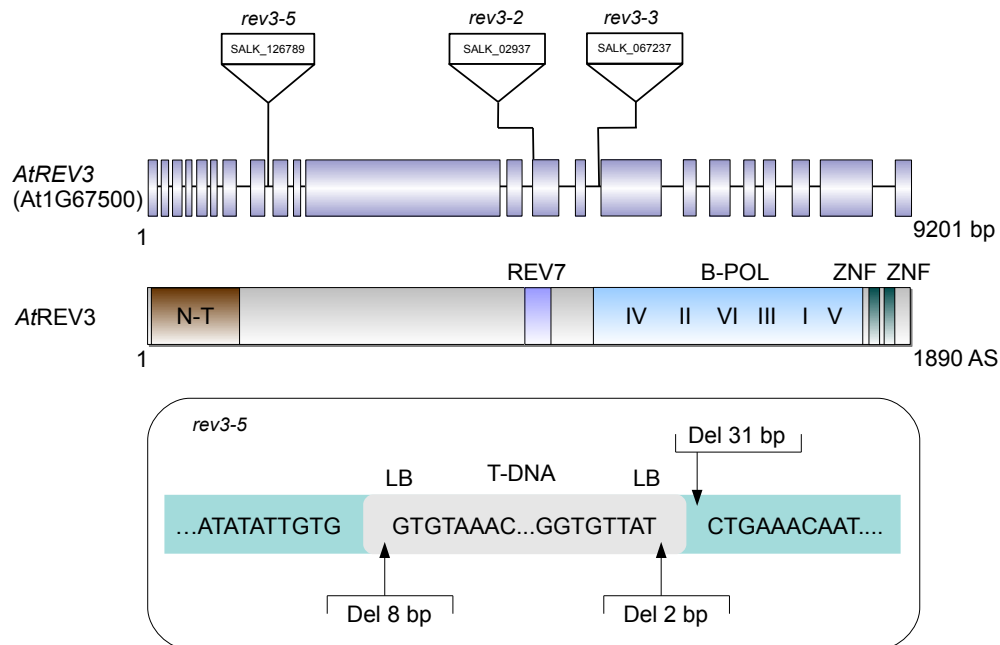 rev3-5 rev3-2 rev3-3
SALK_126789 SALK_02937 SALK_067237
AtREV3
(At1G67500)
1 9201 bp
REV7 B-POL ZNF ZNF
AtREV3 N-T IV II VI III I V
1 1890 AS
rev3-5
Del 31 bp
LB T-DNA LB
...ATATATTGTG GTGTAAAC...GGTGTTAT CTGAAACAAT....
Del 8 bp Del 2 bp